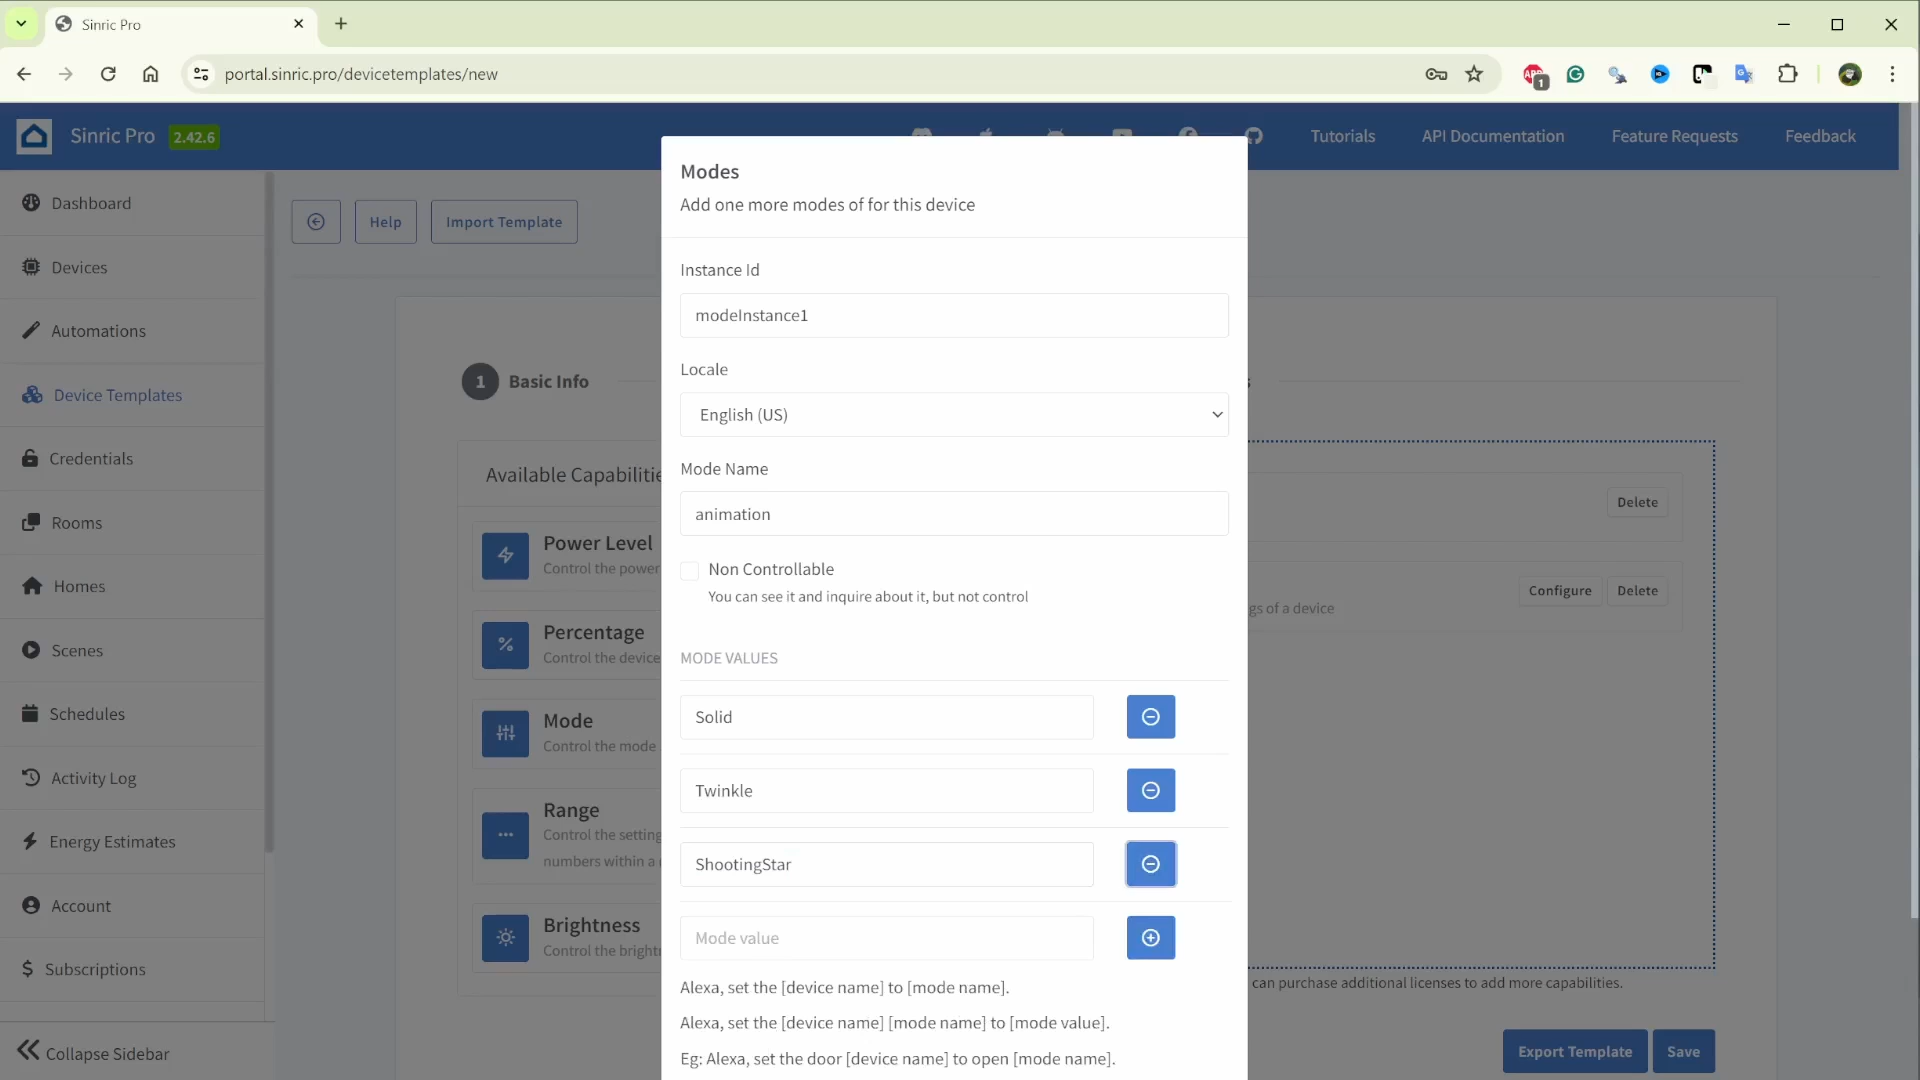 Sinric Pro
portal.sinric.pro/devicetemplates/new
1
Sinric Pro 2.42.6
Tutorials
API Documentation
Feature Requests
Feedback
Dashboard
Devices
Automations
Device Templates
Credentials
Rooms
Homes
Scenes
Schedules
Activity Log
Energy Estimates
Account
Subscriptions
Collapse Sidebar
Help
Import Template
1 Basic Info
Available Capabilitie
Power Level
Control the power
Percentage
Control the device
Mode
Control the mode
Range
Control the setting
numbers within a
Brightness
Control the bright
Modes
Add one more modes of for this device
Instance Id
modeInstance1
Locale
English (US)
Mode Name
animation
Non Controllable
You can see it and inquire about it, but not control
MODE VALUES
Solid
Twinkle
ShootingStar
Mode value
Alexa, set the [device name] to [mode name].
Alexa, set the [device name] [mode name] to [mode value].
Eg: Alexa, set the door [device name] to open [mode name].
Delete
Configure
Delete
gs of a device
can purchase additional licenses to add more capabilities.
Export Template
Save